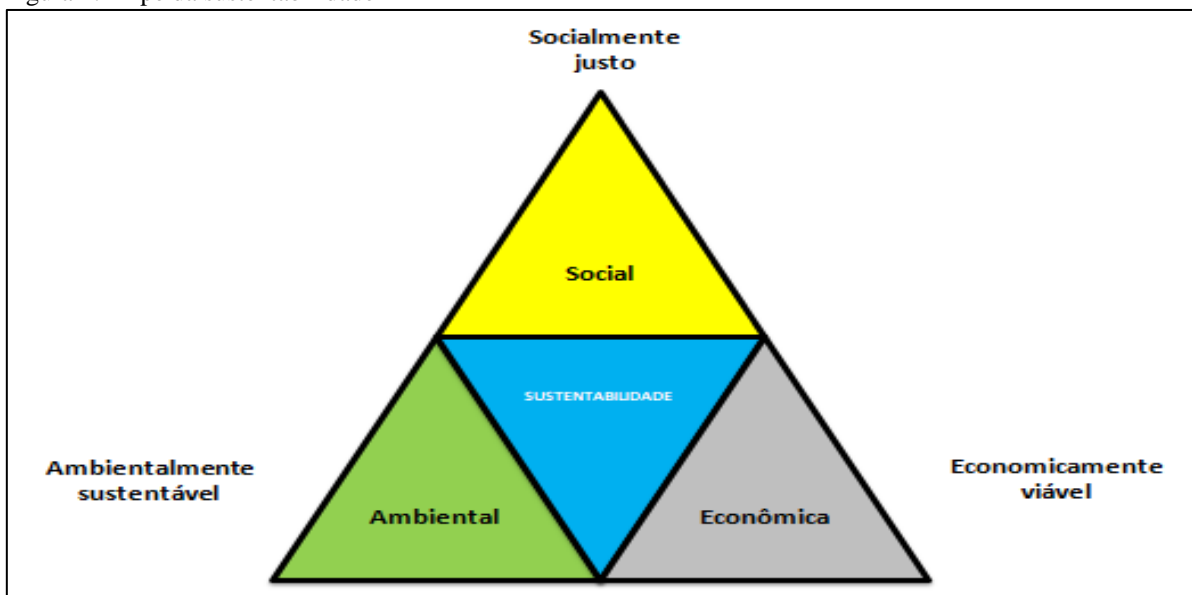 Socialmente
justo
Social
SUSTENTABILIDADE
Ambientalmente
sustentável
Economicamente
viável
Ambiental
Econômica